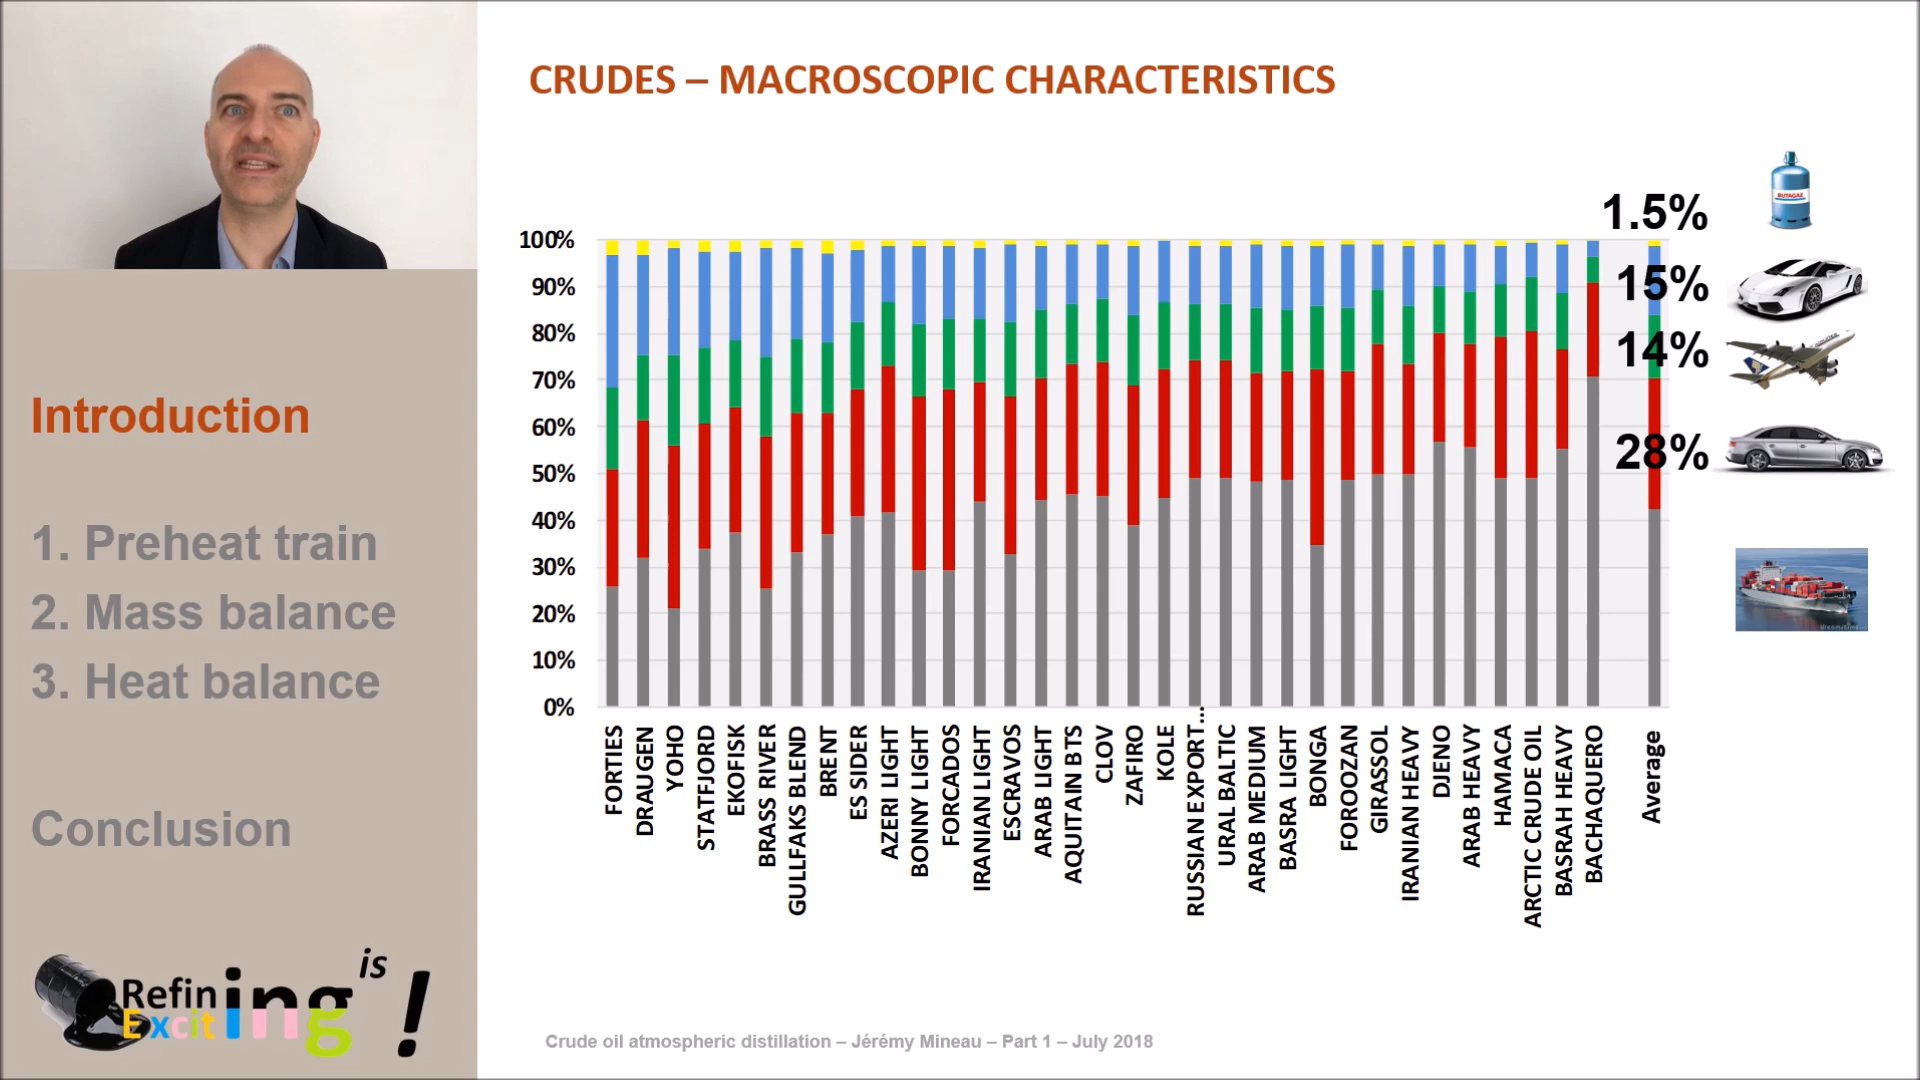 CRUDES – MACROSCOPIC CHARACTERISTICS
Introduction
1. Preheat train
2. Mass balance
3. Heat balance
Conclusion
Refining is
Exciting !
100%
90%
80%
70%
60%
50%
40%
30%
20%
10%
0%
FORTIES
DRAUGEN
YOHO
STATFJORD
EKOFISK
BRASS RIVER
GULLFAKS BLEND
BRENT
ES SIDER
AZERI LIGHT
BONNY LIGHT
FORCADOS
IRANIAN LIGHT
ESCRAVOS
ARAB LIGHT
AQUITAIN BTS
CLOV
ZAFIRO
KOLE
RUSSIAN EXPORT...
URAL BALTIC
ARAB MEDIUM
BASRA LIGHT
BONGA
FOROOZAN
GIRASSOL
IRANIAN HEAVY
DJENO
ARAB HEAVY
HAMACA
ARCTIC CRUDE OIL
BASRAH HEAVY
BACHAQUERO
Average
1.5%
15%
14%
28%
BUTAGAZ
Crude oil atmospheric distillation – Jérémy Mineau – Part 1 – July 2018